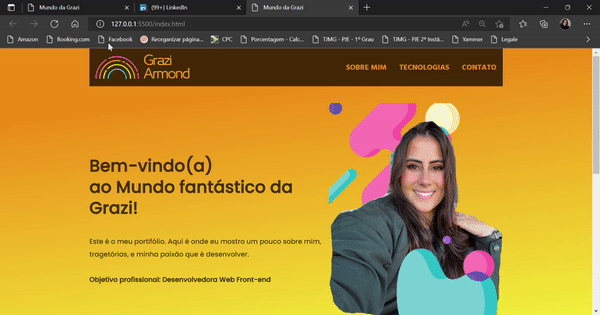 Mundo da Grazi
(99+) LinkedIn
Mundo da Grazi
127.0.0.1:5500/index.html
Amazon
Booking.com
Facebook
Reorganizar página...
CPC
Porcentagem - Calc...
TJMG - PJE - 1º Grau
TJMG - PJE 2ª Instâ...
Yammer
Legale
Grazi
Armond
SOBRE MIM
TECNOLOGIAS
CONTATO
Bem-vindo(a)
ao Mundo fantástico da
Grazi!
Este é o meu portifólio. Aqui é onde eu mostro um pouco sobre mim,
tragetórias, e minha paixão que é desenvolver.
Objetivo profissional: Desenvolvedora Web Front-end